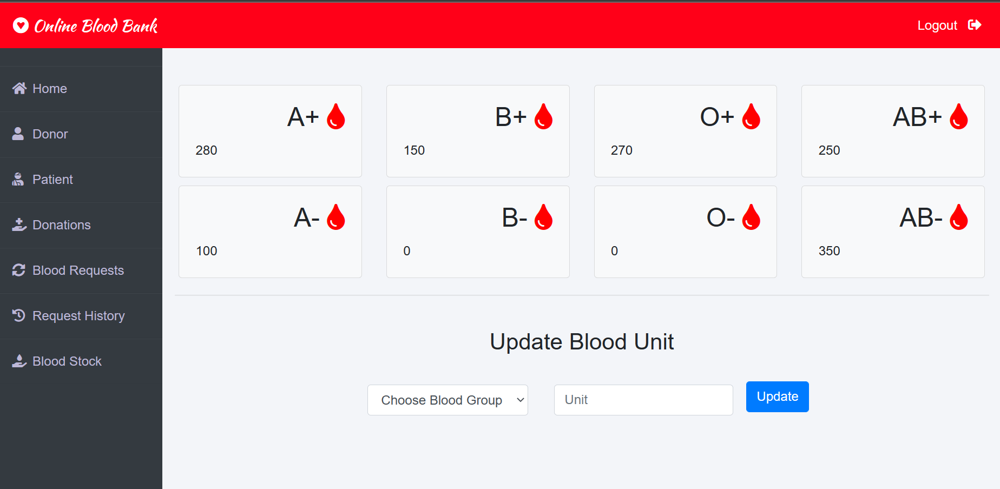 Online Blood Bank
Logout
Home
Donor
Patient
Donations
Blood Requests
Request History
Blood Stock
A+
280
B+
150
O+
270
AB+
250
A-
100
B-
0
O-
0
AB-
350
Update Blood Unit
Choose Blood Group
Unit
Update